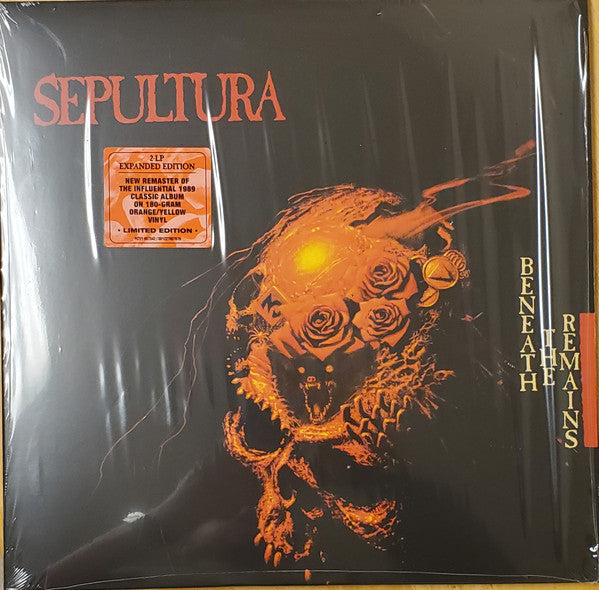 SEPULTURA
2-LP
EXPANDED EDITION
NEW REMASTER OF
THE INFLUENTIAL 1989
CLASSIC ALBUM
ON 180-GRAM
ORANGE/YELLOW
VINYL
• LIMITED EDITION •
BENEATH
THE
REMAINS